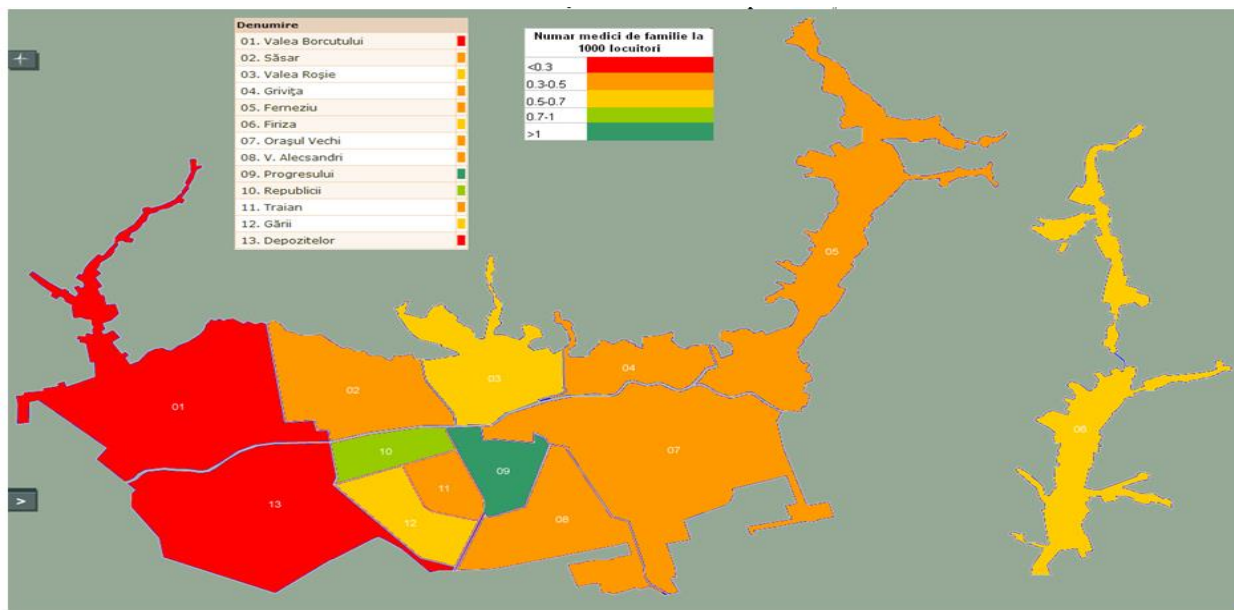 Denumire
01. Valea Borcutului
02. Săsar
03. Valea Roşie
04. Griviţa
05. Ferneziu
06. Firiza
07. Oraşul Vechi
08. V. Alecsandri
09. Progresului
10. Republicii
11. Traian
12. Gării
13. Depozitelor
Numar medici de familie la
1000 locuitori
<0.3
0.3-0.5
0.5-0.7
0.7-1
>1
+
>
05
04
03
02
01
10
09
07
06
11
12
13
08